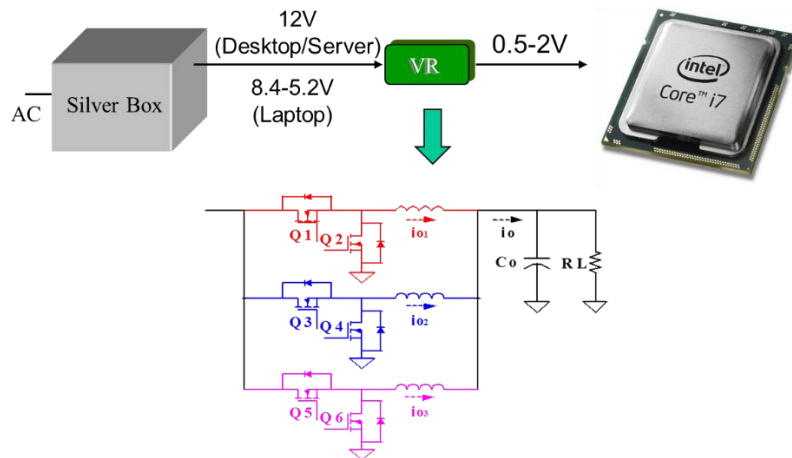 12V
(Desktop/Server)
8.4-5.2V
(Laptop)
AC
Silver Box
VR
0.5-2V
intel
Core™ i7
Q1
Q2
io1
io
Co
RL
Q3
Q4
io2
Q5
Q6
io3